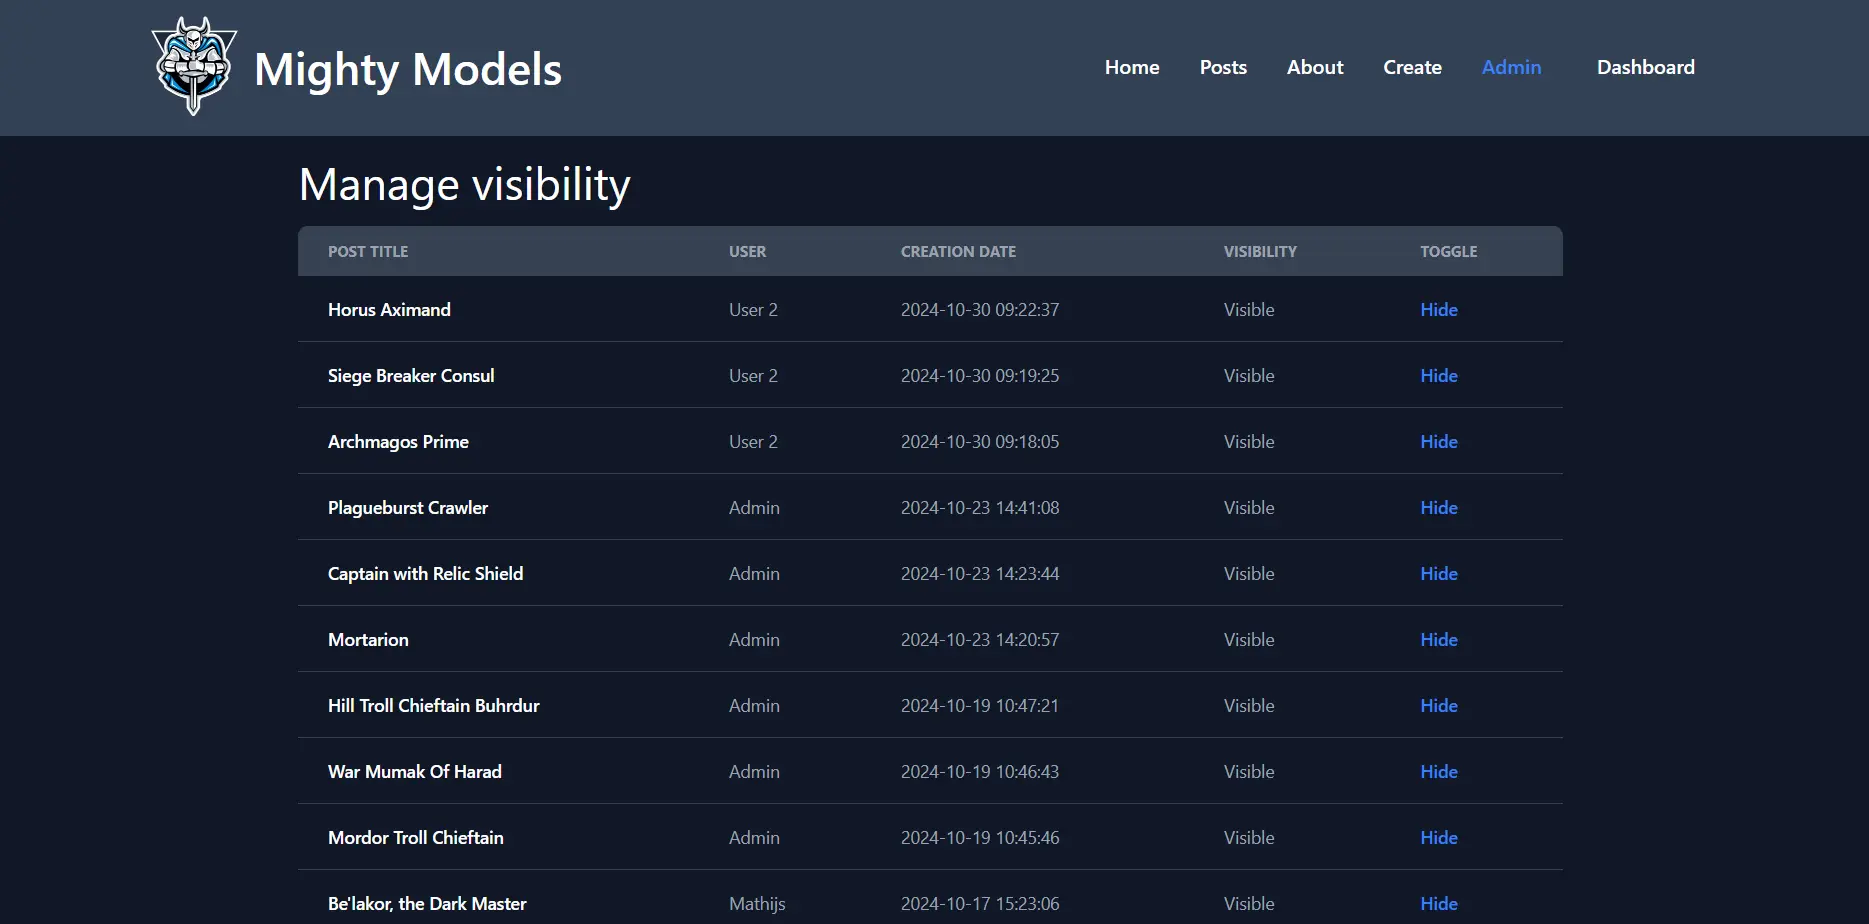 Mighty Models Home Posts About Create Admin Dashboard
Manage visibility
POST TITLE USER CREATION DATE VISIBILITY TOGGLE
Horus Aximand User 2 2024-10-30 09:22:37 Visible Hide
Siege Breaker Consul User 2 2024-10-30 09:19:25 Visible Hide
Archmagos Prime User 2 2024-10-30 09:18:05 Visible Hide
Plagueburst Crawler Admin 2024-10-23 14:41:08 Visible Hide
Captain with Relic Shield Admin 2024-10-23 14:23:44 Visible Hide
Mortarion Admin 2024-10-23 14:20:57 Visible Hide
Hill Troll Chieftain Buhrdur Admin 2024-10-19 10:47:21 Visible Hide
War Mumak Of Harad Admin 2024-10-19 10:46:43 Visible Hide
Mordor Troll Chieftain Admin 2024-10-19 10:45:46 Visible Hide
Be'lakor, the Dark Master Mathijs 2024-10-17 15:23:06 Visible Hide